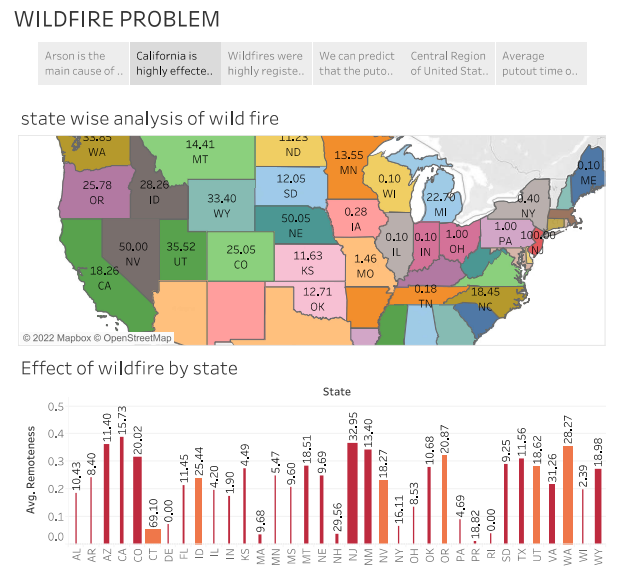 WILDFIRE PROBLEM
Arson is the
main cause of ..
California is
highly effecte..
Wildfires were
highly registe..
We can predict
that the puto..
Central Region
of United Stat..
Average
putout time o..
state wise analysis of wild fire
33.85
WA
14.41
MT
11.23
ND
13.55
MN
0.10
ME
25.78
OR
28.26
ID
12.05
SD
0.10
WI
22.70
MI
33.40
WY
0.40
NY
50.05
NE
0.28
IA
0.10
IL
0.10
IN
1.00
OH
1.00
PA
100.00
NJ
50.00
NV
35.52
UT
25.05
CO
11.63
KS
1.46
MO
18.26
CA
12.71
OK
0.18
TN
18.45
NC
© 2022 Mapbox © OpenStreetMap
Effect of wildfire by state
State
Avg. Remoteness
0.5
0.4
0.3
0.2
0.1
0.0
10.43
8.40
11.40
15.73
20.02
69.10
0.00
11.45
25.44
4.20
1.90
4.49
9.68
5.47
9.60
18.51
9.69
29.56
32.95
13.40
18.27
16.11
8.53
10.68
20.87
4.69
18.82
0.00
9.25
11.56
18.62
31.26
28.27
2.39
18.98
AL
AR
AZ
CA
CO
CT
DE
FL
ID
IL
IN
KS
MA
MN
MS
MT
NE
NH
NJ
NM
NV
NY
OH
OK
OR
PA
PR
RI
SD
TX
UT
VA
WA
WI
WY